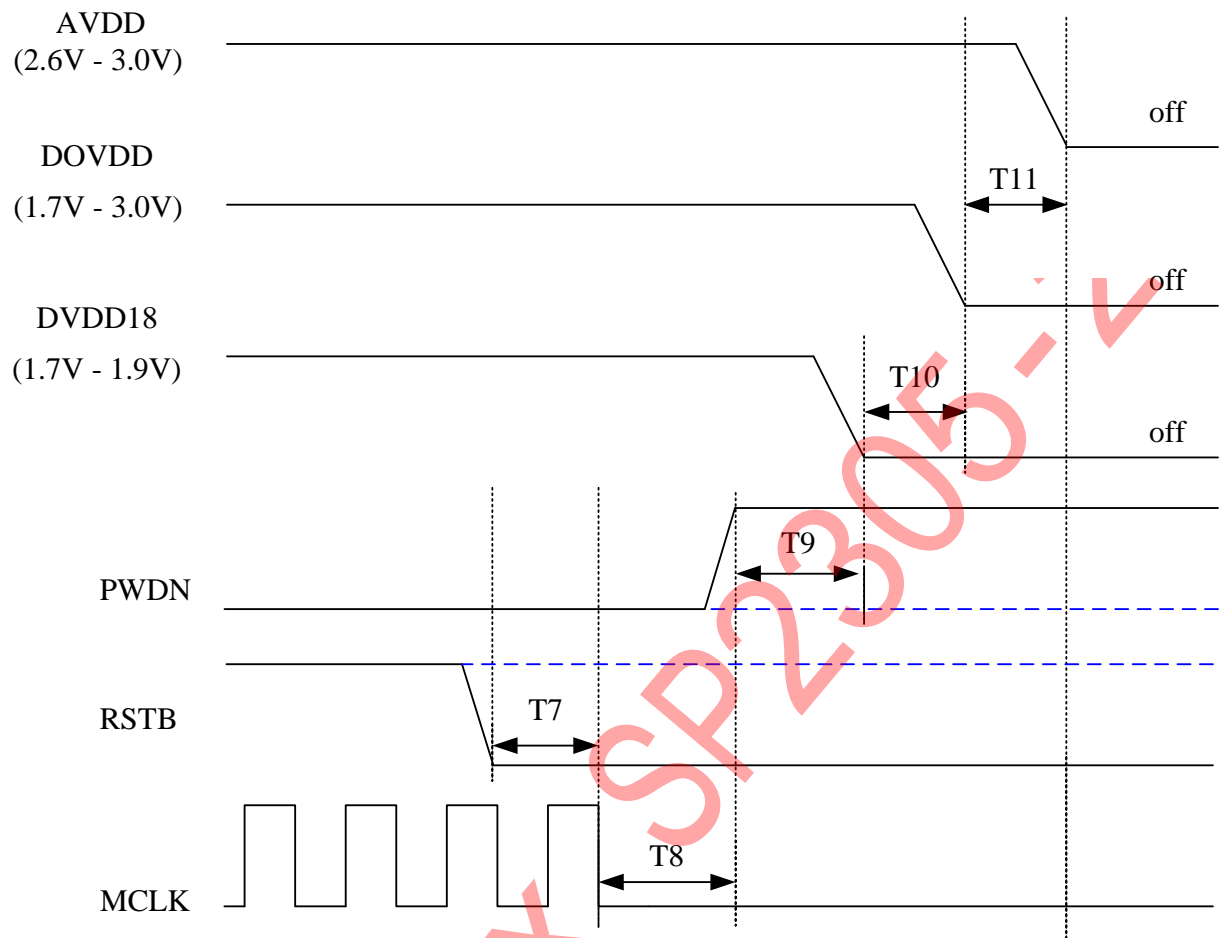 AVDD
(2.6V - 3.0V)
off
DOVDD
T11
(1.7V - 3.0V)
off
DVDD18
(1.7V - 1.9V)
T10
off
T9
PWDN
T7
RSTB
T8
MCLK
SP2305-